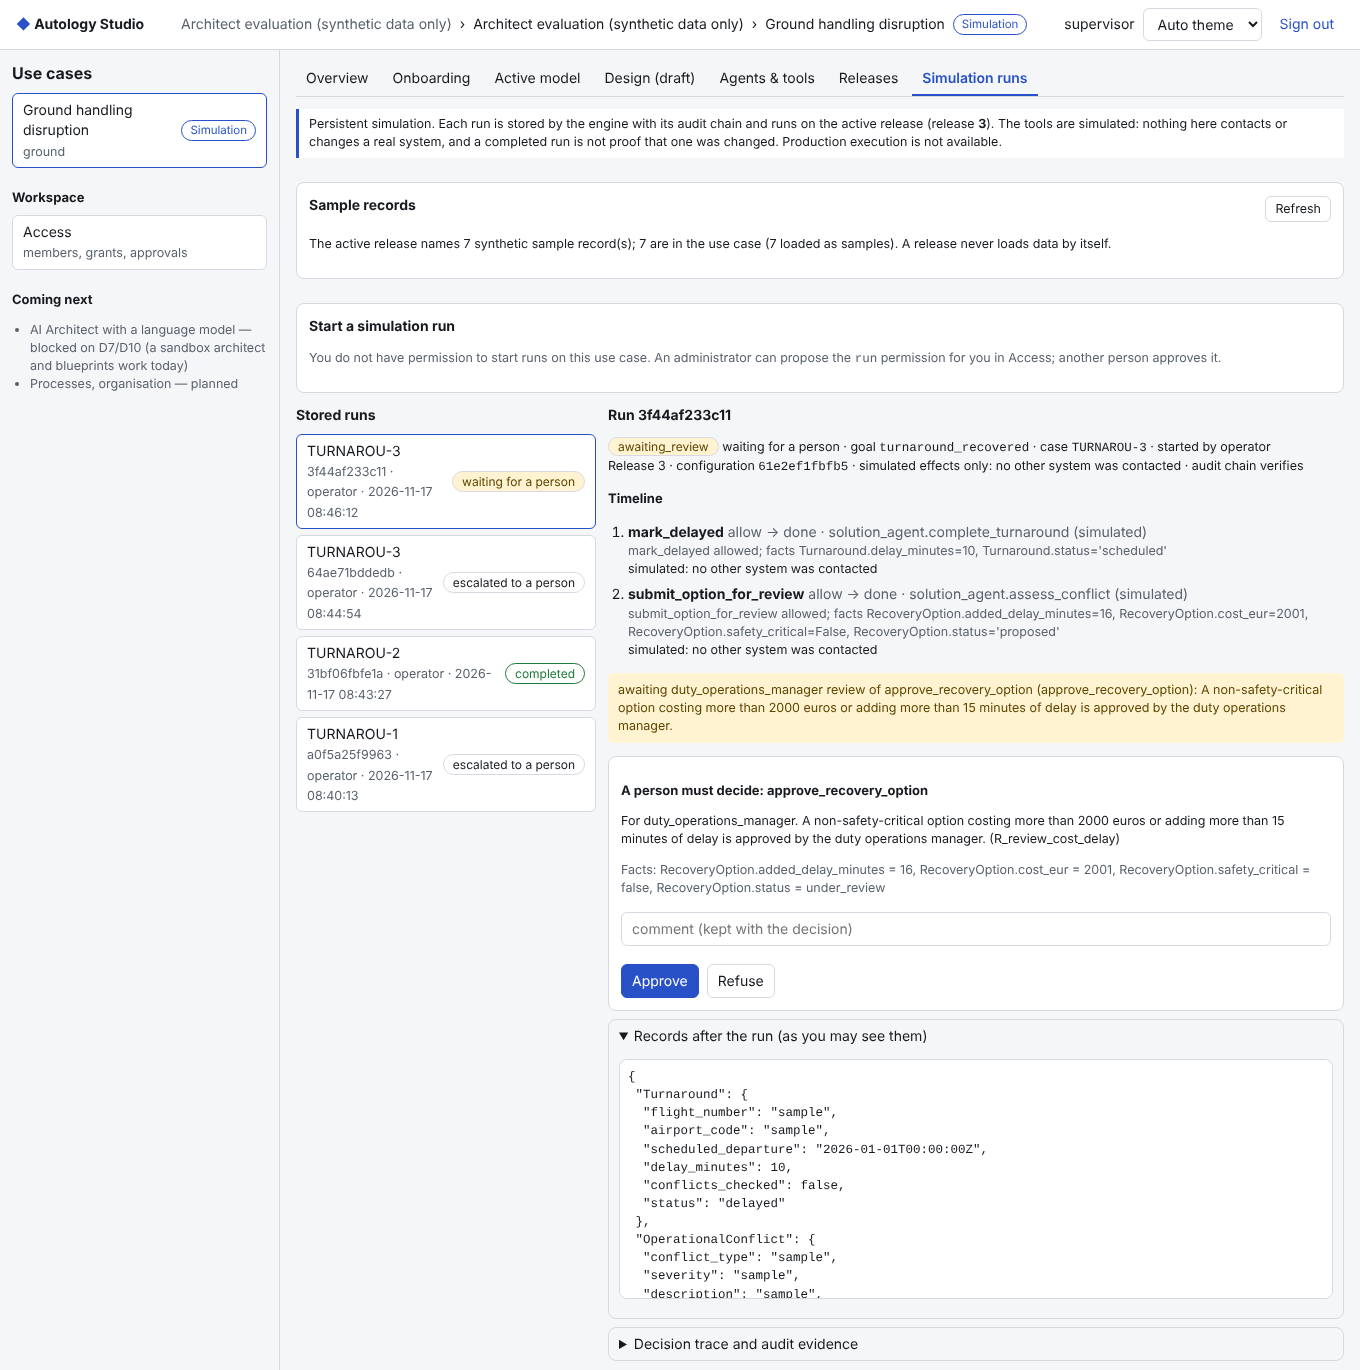 Autology Studio
Architect evaluation (synthetic data only) › Architect evaluation (synthetic data only) › Ground handling disruption Simulation
supervisor Auto theme Sign out
Use cases
Ground handling
disruption
Simulation
ground
Workspace
Access
members, grants, approvals
Coming next
• AI Architect with a language model —
blocked on D7/D10 (a sandbox architect
and blueprints work today)
• Processes, organisation — planned
Overview Onboarding Active model Design (draft) Agents & tools Releases Simulation runs
Persistent simulation. Each run is stored by the engine with its audit chain and runs on the active release (release 3). The tools are simulated: nothing here contacts or
changes a real system, and a completed run is not proof that one was changed. Production execution is not available.
Sample records
Refresh
The active release names 7 synthetic sample record(s); 7 are in the use case (7 loaded as samples). A release never loads data by itself.
Start a simulation run
You do not have permission to start runs on this use case. An administrator can propose the run permission for you in Access; another person approves it.
Stored runs
TURNAROU-3
3f44af233c11 ·
operator · 2026-11-17
08:46:12
waiting for a person
TURNAROU-3
64ae71bddedb ·
operator · 2026-11-17
08:44:54
escalated to a person
TURNAROU-2
31bf06fbfe1a · operator · 2026-
11-17 08:43:27
completed
TURNAROU-1
a0f5a25f9963 ·
operator · 2026-11-17
08:40:13
escalated to a person
Run 3f44af233c11
awaiting_review waiting for a person · goal turnaround_recovered · case TURNAROU-3 · started by operator
Release 3 · configuration 61e2ef1fbfb5 · simulated effects only: no other system was contacted · audit chain verifies
Timeline
1. mark_delayed allow → done · solution_agent.complete_turnaround (simulated)
mark_delayed allowed; facts Turnaround.delay_minutes=10, Turnaround.status='scheduled'
simulated: no other system was contacted
2. submit_option_for_review allow → done · solution_agent.assess_conflict (simulated)
submit_option_for_review allowed; facts RecoveryOption.added_delay_minutes=16, RecoveryOption.cost_eur=2001,
RecoveryOption.safety_critical=False, RecoveryOption.status='proposed'
simulated: no other system was contacted
awaiting duty_operations_manager review of approve_recovery_option (approve_recovery_option): A non-safety-critical
option costing more than 2000 euros or adding more than 15 minutes of delay is approved by the duty operations
manager.
A person must decide: approve_recovery_option
For duty_operations_manager. A non-safety-critical option costing more than 2000 euros or adding more than 15
minutes of delay is approved by the duty operations manager. (R_review_cost_delay)
Facts: RecoveryOption.added_delay_minutes = 16, RecoveryOption.cost_eur = 2001, RecoveryOption.safety_critical =
false, RecoveryOption.status = under_review
comment (kept with the decision)
Approve Refuse
▼ Records after the run (as you may see them)
{
"Turnaround": {
"flight_number": "sample",
"airport_code": "sample",
"scheduled_departure": "2026-01-01T00:00:00Z",
"delay_minutes": 10,
"conflicts_checked": false,
"status": "delayed"
},
"OperationalConflict": {
"conflict_type": "sample",
"severity": "sample",
"description": "sample",
▶ Decision trace and audit evidence